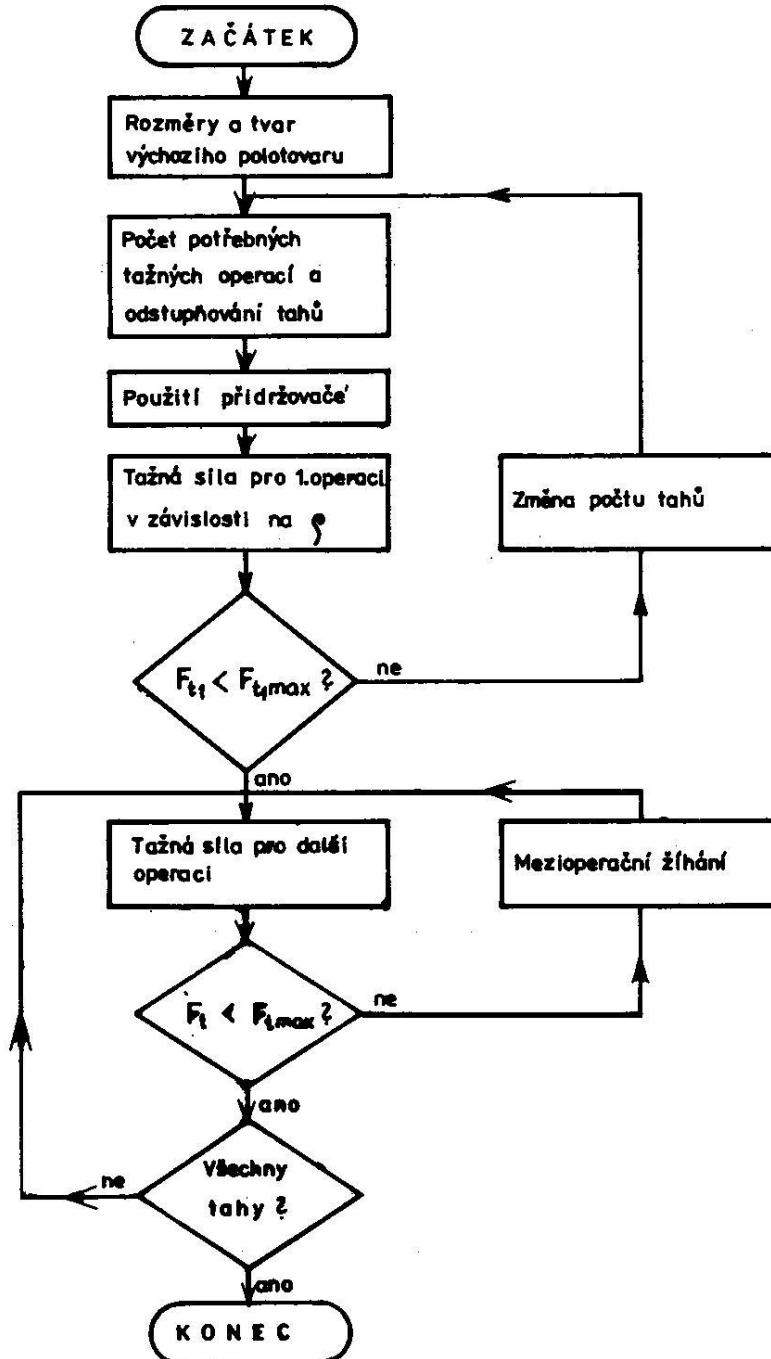 ZAČÁTEK
Rozměry a tvar
výchozího polotovaru
Počet potřebných
tažných operací a
odstupňování tahů
Použití přidržovače
Tažná síla pro 1.operaci
v závislosti na ρ
Změna počtu tahů
Ft1 < Ft1max ?
ne
ano
Tažná síla pro další
operaci
Mezioperační žíhání
Ft < Ftmax ?
ne
ano
Všechny
tahy ?
ne
ano
KONEC